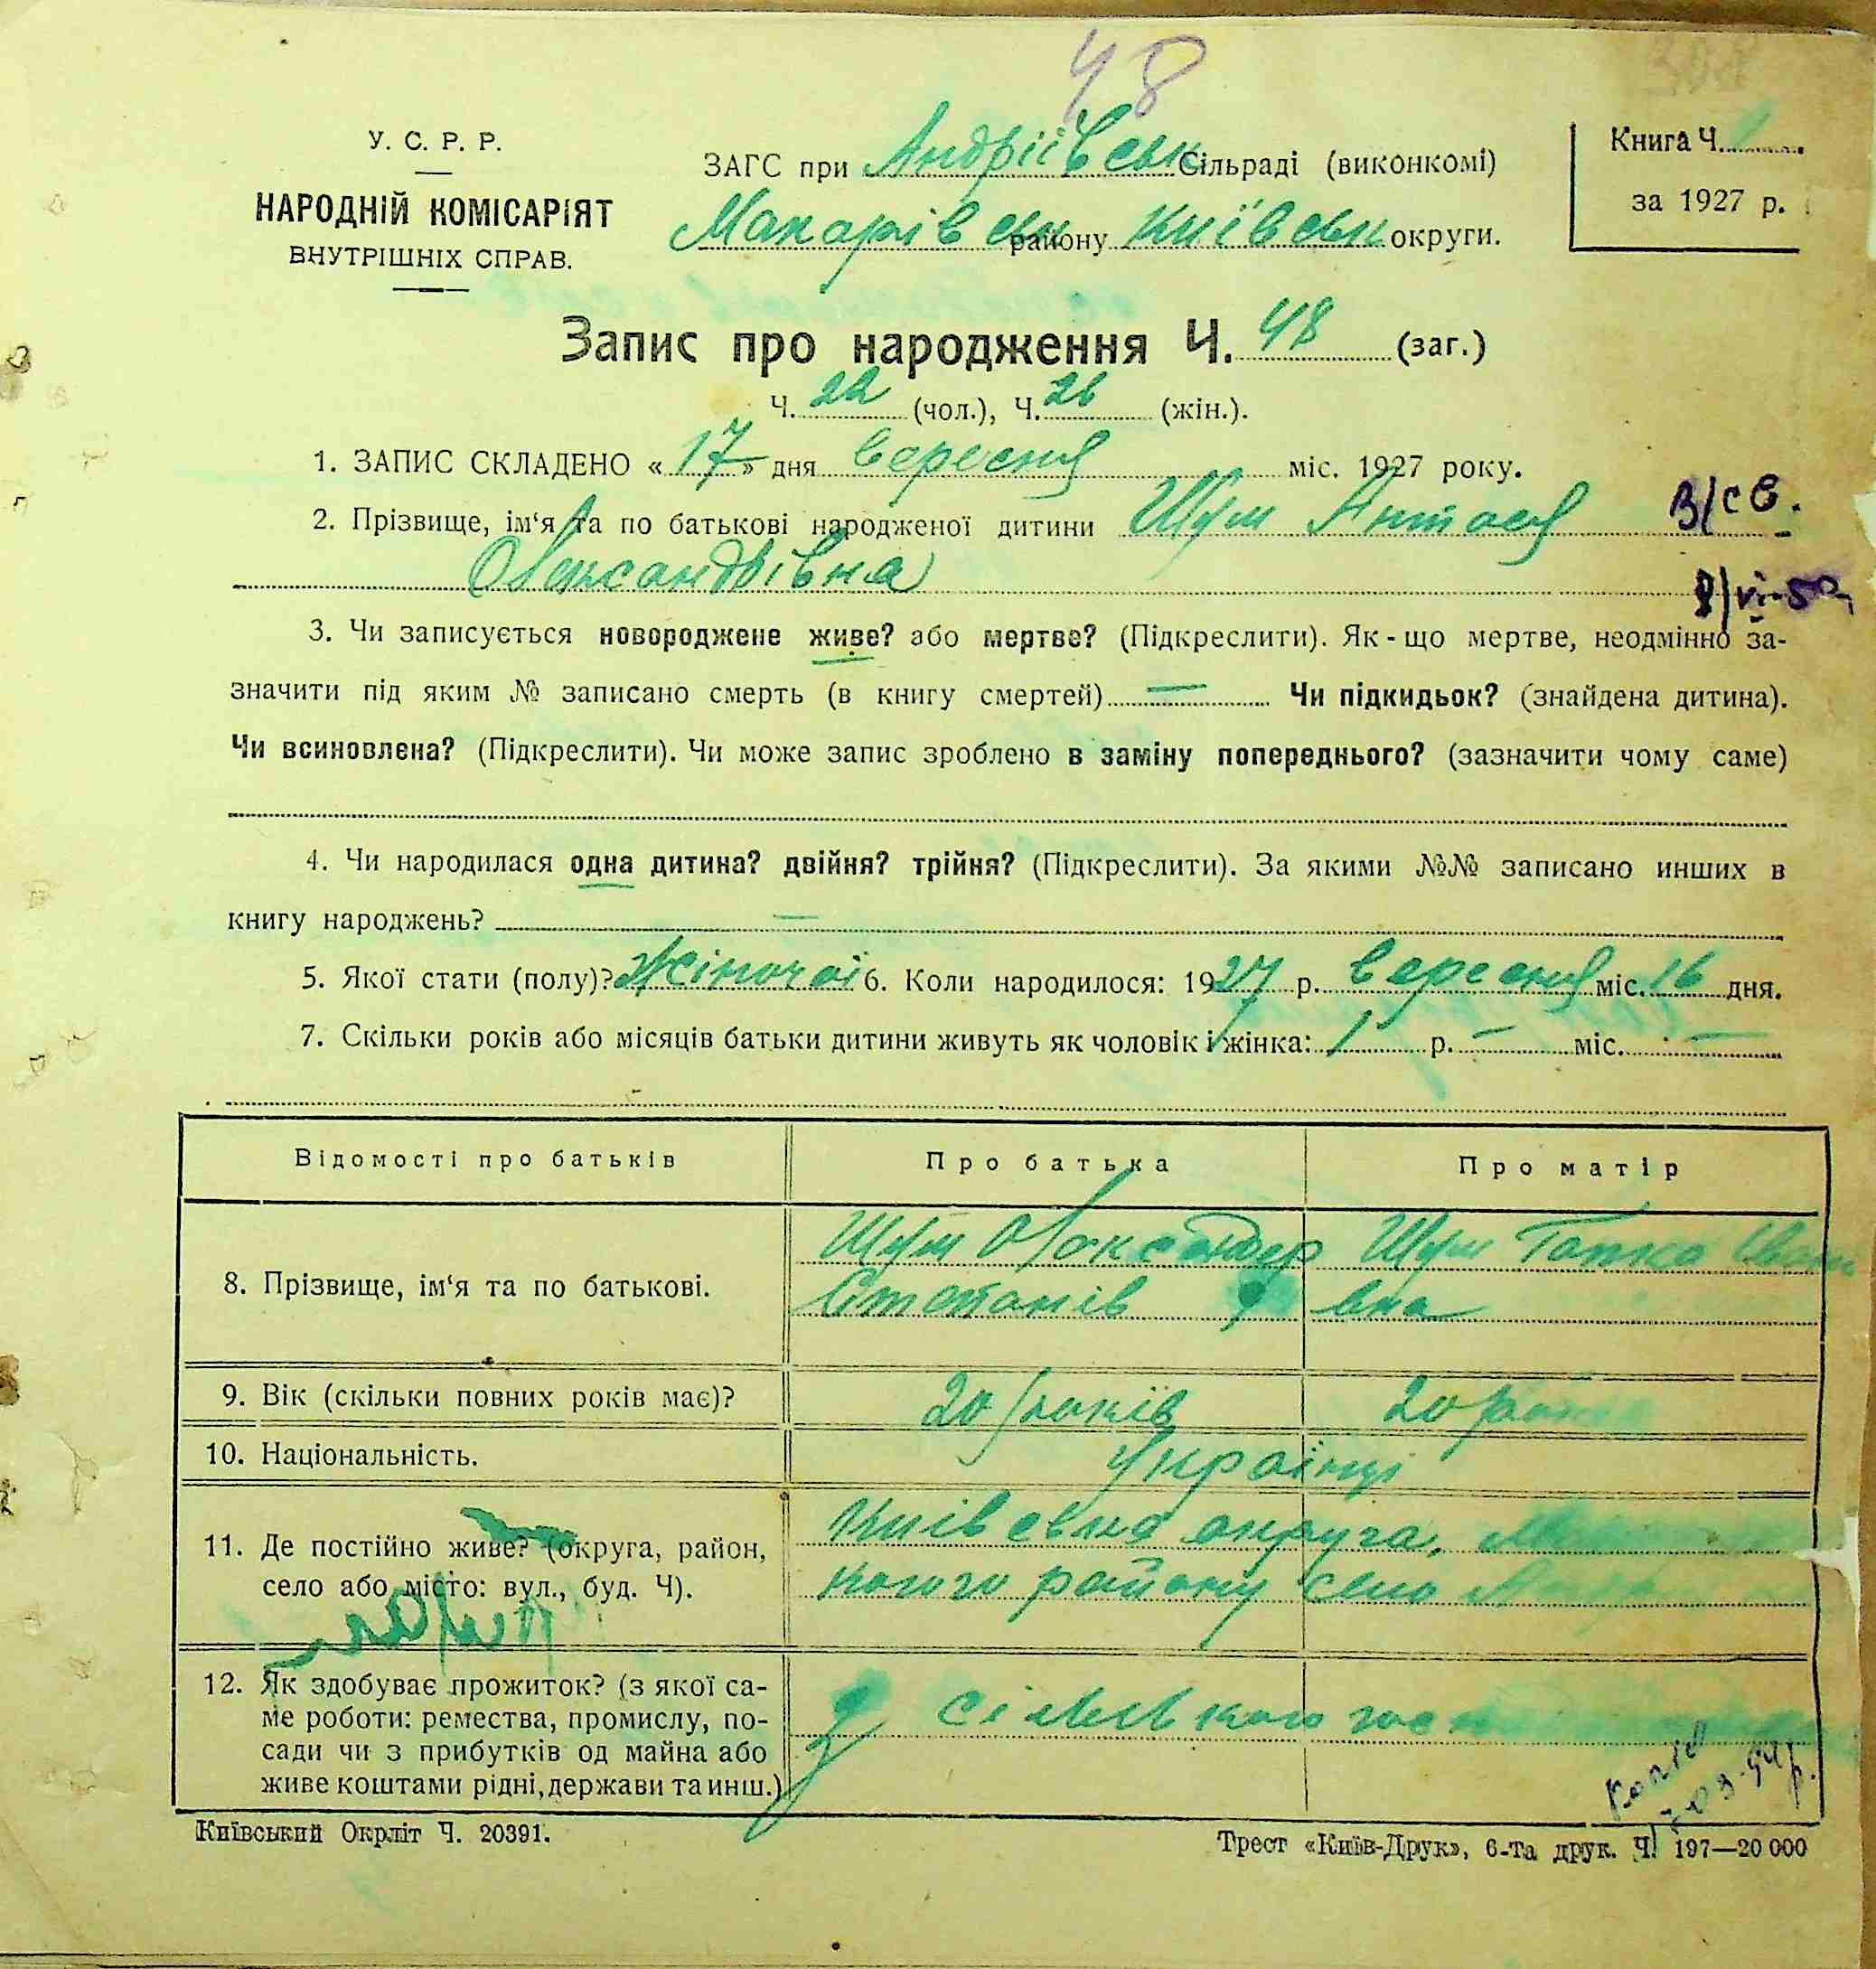 48
У. С. Р. Р.
НАРОДНІЙ КОМІСАРІЯТ
ВНУТРІШНІХ СПРАВ.
ЗАГС при Андріївськ Сільраді (виконкомі)
Макарівськ району Київськ округи.
Книга Ч.
за 1927 р.
Запис про народження Ч. 48 (заг.)
Ч. 22 (чол.), Ч. 26 (жін.).
1. ЗАПИС СКЛАДЕНО «17» дня вересня міс. 1927 року.
2. Прізвище, ім‘я та по батькові народженої дитини Шум Антося
В/св.
Олександрівна
3. Чи записується новороджене живе? або мертве? (Підкреслити). Як-що мертве, неодмінно за-
значити під яким № записано смерть (в книгу смертей) — Чи підкидьок? (знайдена дитина).
Чи всиновлена? (Підкреслити). Чи може запис зроблено в заміну попереднього? (зазначити чому саме)
4. Чи народилася одна дитина? двійня? трійня? (Підкреслити). За якими №№ записано инших в
книгу народжень? —
5. Якої стати (полу)? Жіночої 6. Коли народилося: 1927 р. вересня міс. 16 дня.
7. Скільки років або місяців батьки дитини живуть як чоловік і жінка: 1 р. — міс. —
Відомості про батьків Про батька Про матір
8. Прізвище, ім‘я та по батькові.
Шум Олександер Шум Гапка Іван
Степанів вна
9. Вік (скільки повних років має)? 20 років 20 років
10. Національність. Українці
11. Де постійно живе? (округа, район,
село або місто: вул., буд. Ч).
Київська округа,
кого району село
12. Як здобуває прожиток? (з якої са-
ме роботи: ремества, промислу, по-
сади чи з прибутків од майна або
живе коштами рідні, держави та инш.)
З сільського гос
Київський Окрліт Ч. 20391.
Трест «Київ-Друк», 6-та друк. Ч. 197—20 000